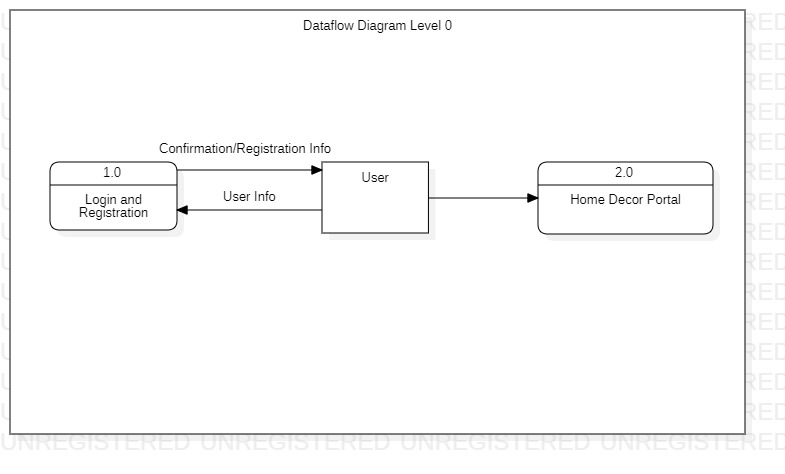 Dataflow Diagram Level 0
Confirmation/Registration Info
1.0
Login and
Registration
User Info
User
2.0
Home Decor Portal
UNREGISTERED UNREGISTERED UNREGISTERED UNREGISTERED